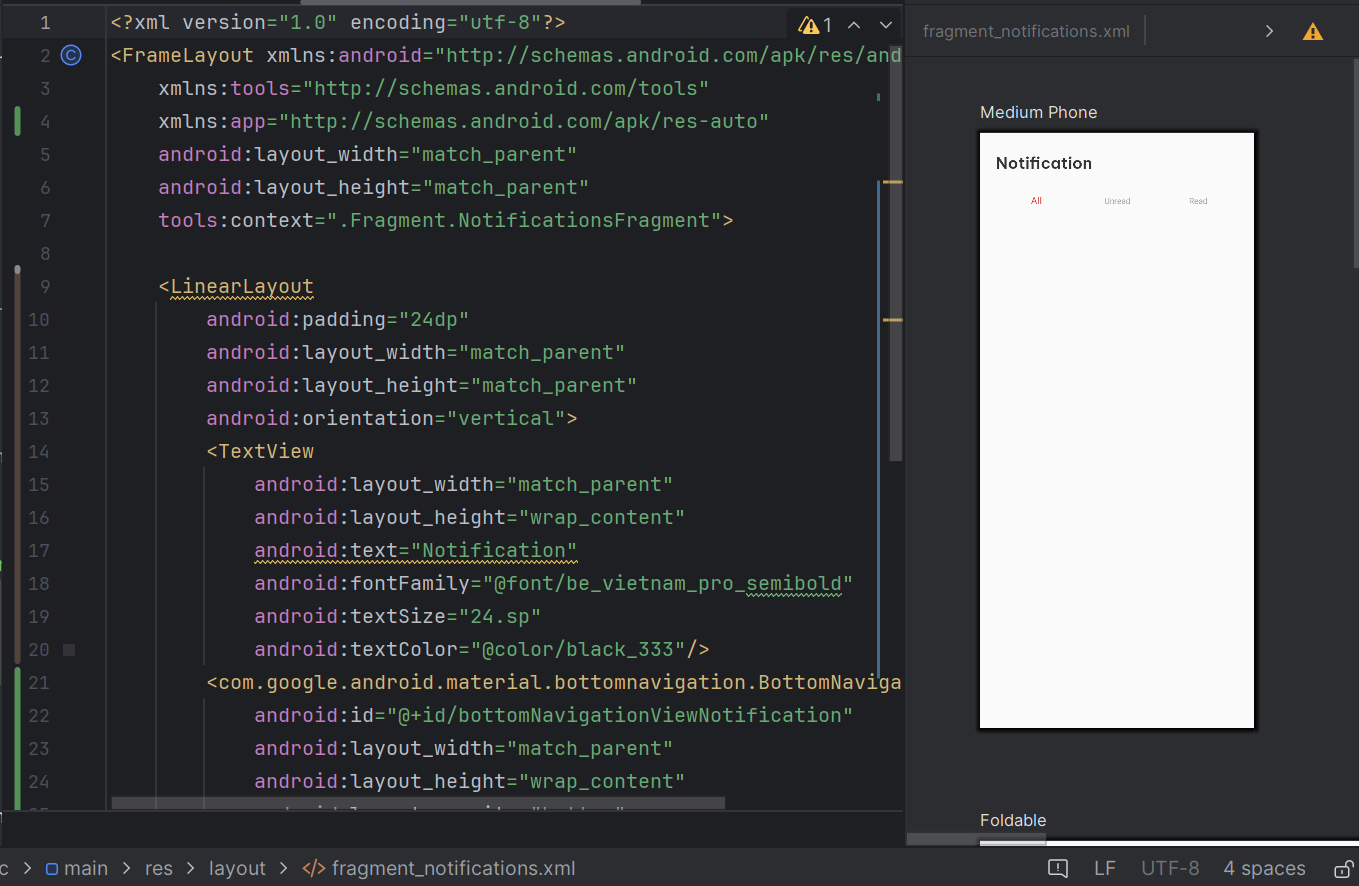 1 <?xml version="1.0" encoding="utf-8"?>
2 <FrameLayout xmlns:android="http://schemas.android.com/apk/res/and
3 xmlns:tools="http://schemas.android.com/tools"
4 xmlns:app="http://schemas.android.com/apk/res-auto"
5 android:layout_width="match_parent"
6 android:layout_height="match_parent"
7 tools:context=".Fragment.NotificationsFragment">
8
9 <LinearLayout
10 android:padding="24dp"
11 android:layout_width="match_parent"
12 android:layout_height="match_parent"
13 android:orientation="vertical">
14 <TextView
15 android:layout_width="match_parent"
16 android:layout_height="wrap_content"
17 android:text="Notification"
18 android:fontFamily="@font/be_vietnam_pro_semibold"
19 android:textSize="24.sp"
20 android:textColor="@color/black_333"/>
21 <com.google.android.material.bottomnavigation.BottomNaviga
22 android:id="@+id/bottomNavigationViewNotification"
23 android:layout_width="match_parent"
24 android:layout_height="wrap_content"
1
fragment_notifications.xml
Medium Phone
Notification
All Unread Read
Foldable
c > main > res > layout > </> fragment_notifications.xml
LF UTF-8 4 spaces